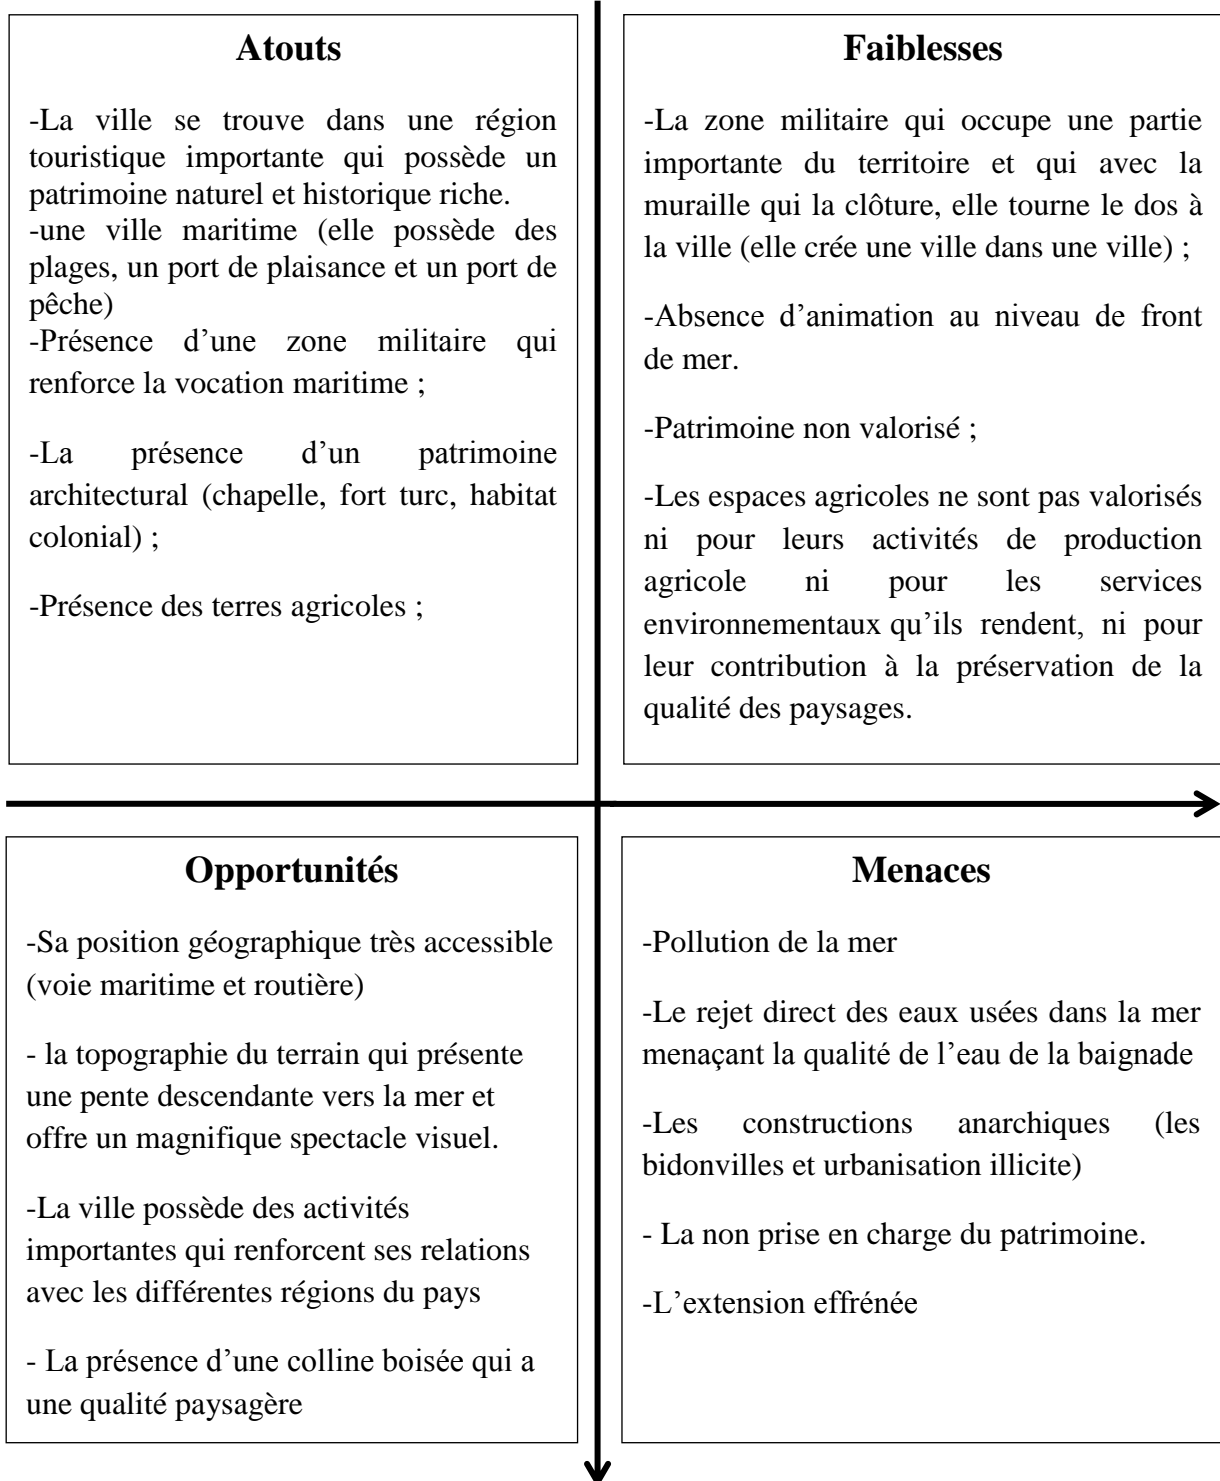 Atouts
-La ville se trouve dans une région
touristique importante qui possède un
patrimoine naturel et historique riche.
-une ville maritime (elle possède des
plages, un port de plaisance et un port de
pêche)
-Présence d’une zone militaire qui
renforce la vocation maritime ;
-La présence d’un patrimoine
architectural (chapelle, fort turc, habitat
colonial) ;
-Présence des terres agricoles ;
Faiblesses
-La zone militaire qui occupe une partie
importante du territoire et qui avec la
muraille qui la clôture, elle tourne le dos à
la ville (elle crée une ville dans une ville) ;
-Absence d’animation au niveau de front
de mer.
-Patrimoine non valorisé ;
-Les espaces agricoles ne sont pas valorisés
ni pour leurs activités de production
agricole ni pour les services
environnementaux qu’ils rendent, ni pour
leur contribution à la préservation de la
qualité des paysages.
Opportunités
-Sa position géographique très accessible
(voie maritime et routière)
- la topographie du terrain qui présente
une pente descendante vers la mer et
offre un magnifique spectacle visuel.
-La ville possède des activités
importantes qui renforcent ses relations
avec les différentes régions du pays
- La présence d’une colline boisée qui a
une qualité paysagère
Menaces
-Pollution de la mer
-Le rejet direct des eaux usées dans la mer
menaçant la qualité de l’eau de la baignade
-Les constructions anarchiques (les
bidonvilles et urbanisation illicite)
- La non prise en charge du patrimoine.
-L’extension effrénée